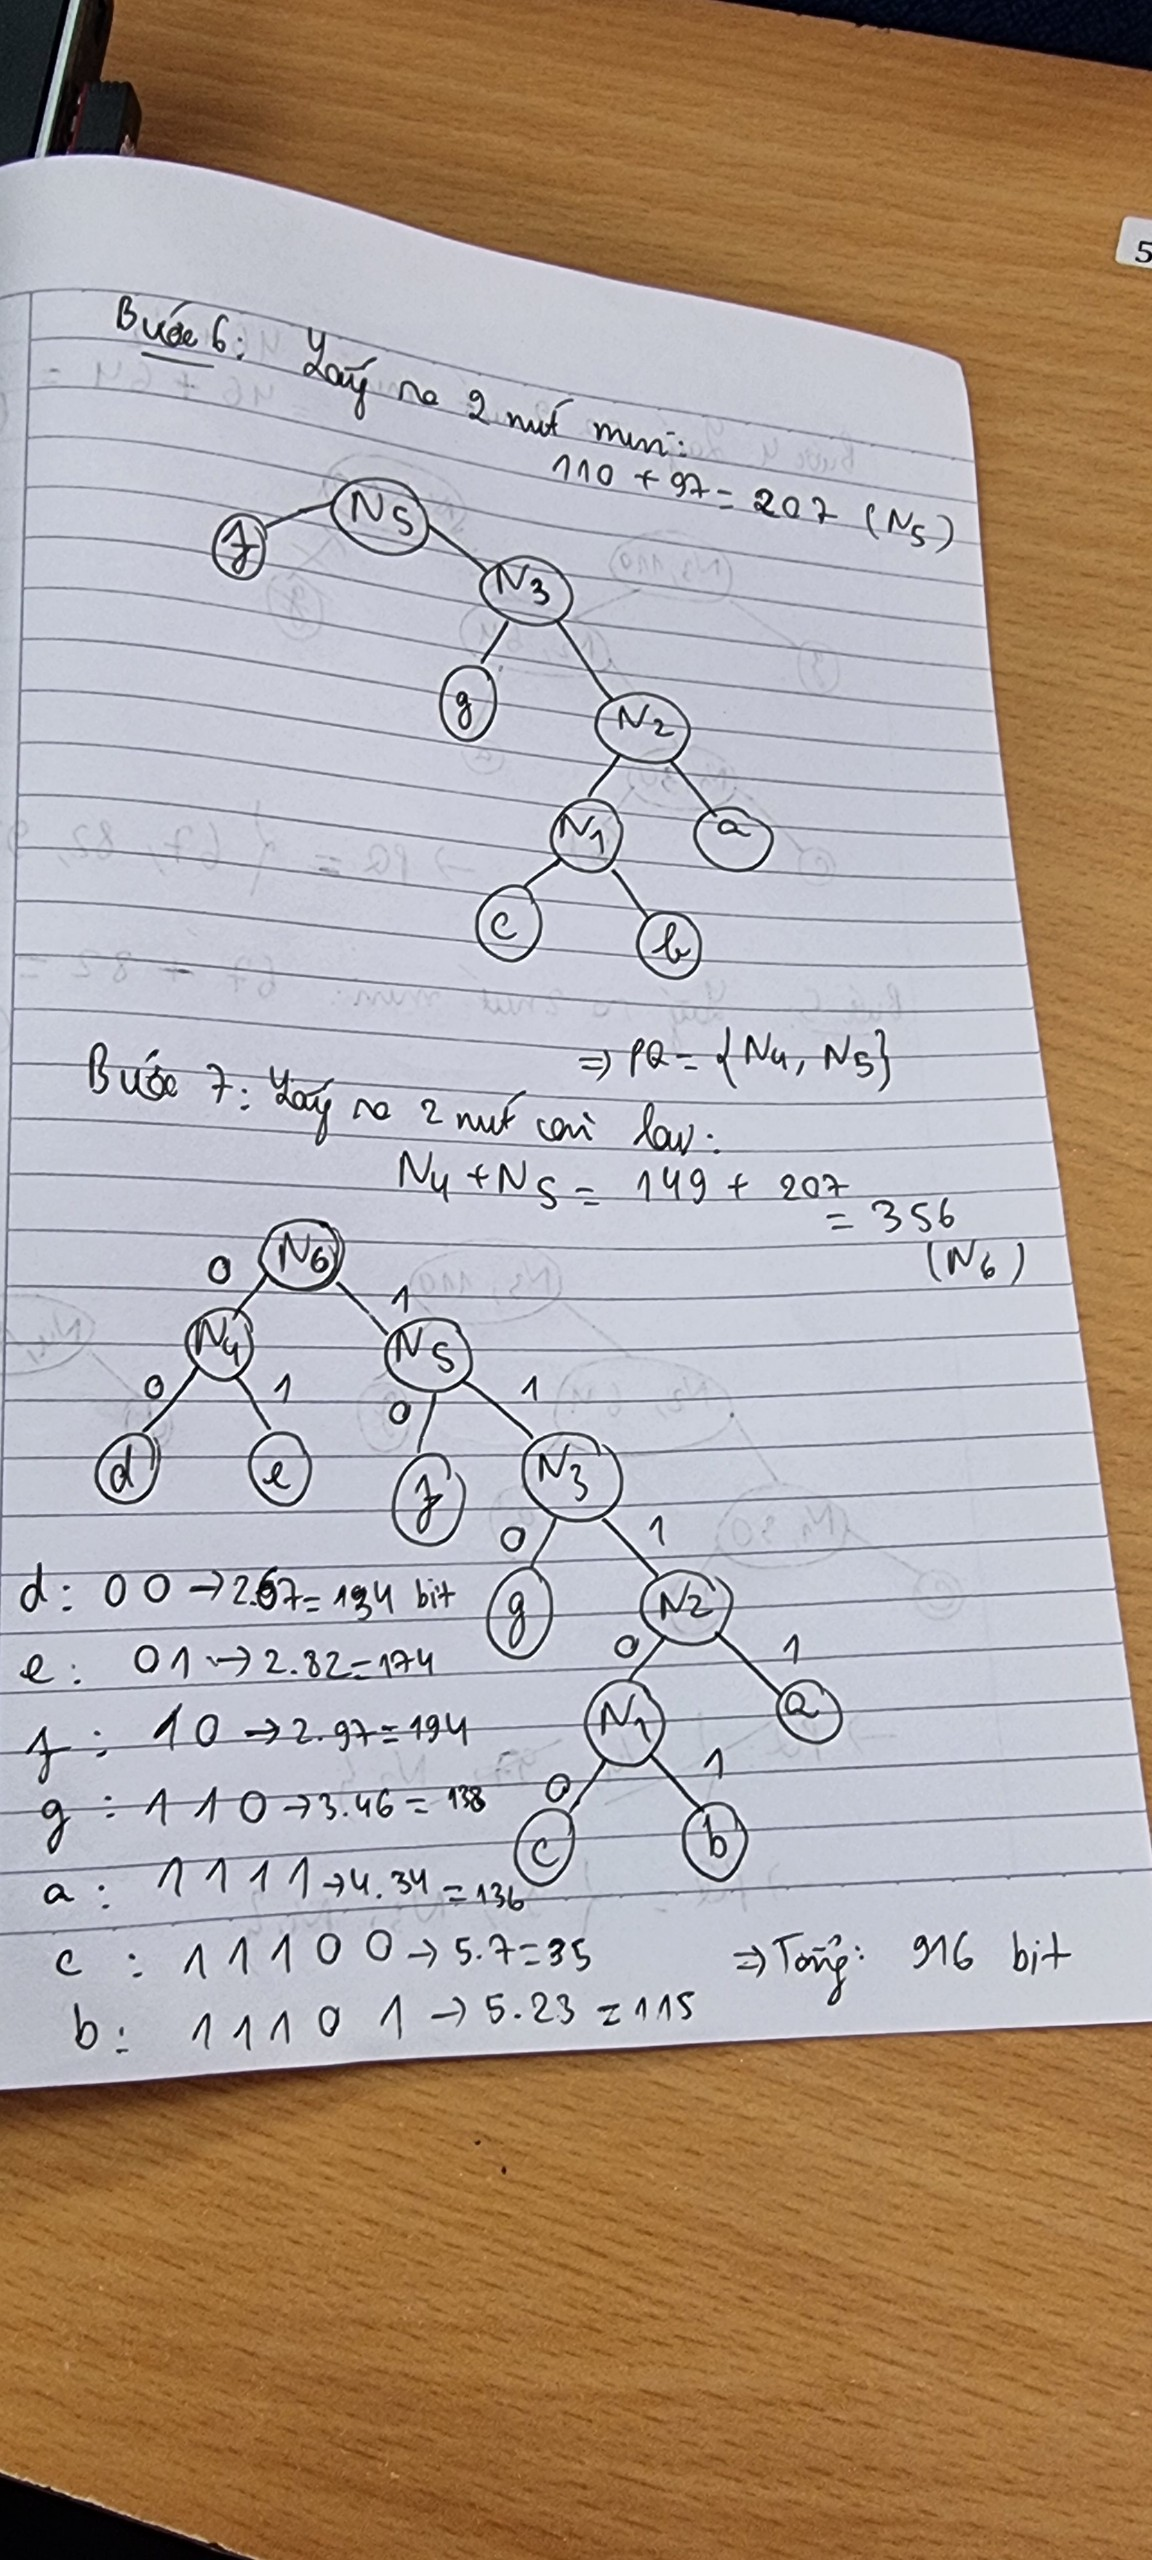 Bước 6: Lấy ra 2 nút min:
110 + 97 = 207 (N5)
N5
f
N3
g
N2
N1
a
c
b
=> PQ = {N4, N5}
Bước 7: Lấy ra 2 nút còn lại:
N4 + N5 = 149 + 207
= 356
(N6)
N6
0
1
N4
N5
0
1
0
1
d
e
f
N3
0
1
d: 00 → 2.67 = 134 bit
g
N2
e: 01 → 2.82 = 174
0
1
f: 10 → 2.97 = 194
N1
a
g: 110 → 3.46 = 138
0
1
c
b
a: 1111 → 4.34 = 136
c: 11100 → 5.7 = 35
=> Tổng: 916 bit
b: 11101 → 5.23 = 115
5